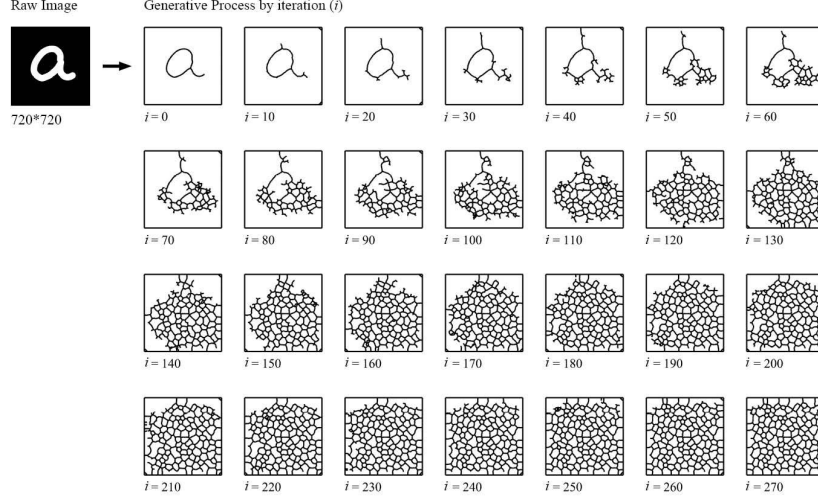 Raw Image
Generative Process by iteration (i)
a
720*720
i = 0
i = 10
i = 20
i = 30
i = 40
i = 50
i = 60
i = 70
i = 80
i = 90
i = 100
i = 110
i = 120
i = 130
i = 140
i = 150
i = 160
i = 170
i = 180
i = 190
i = 200
i = 210
i = 220
i = 230
i = 240
i = 250
i = 260
i = 270